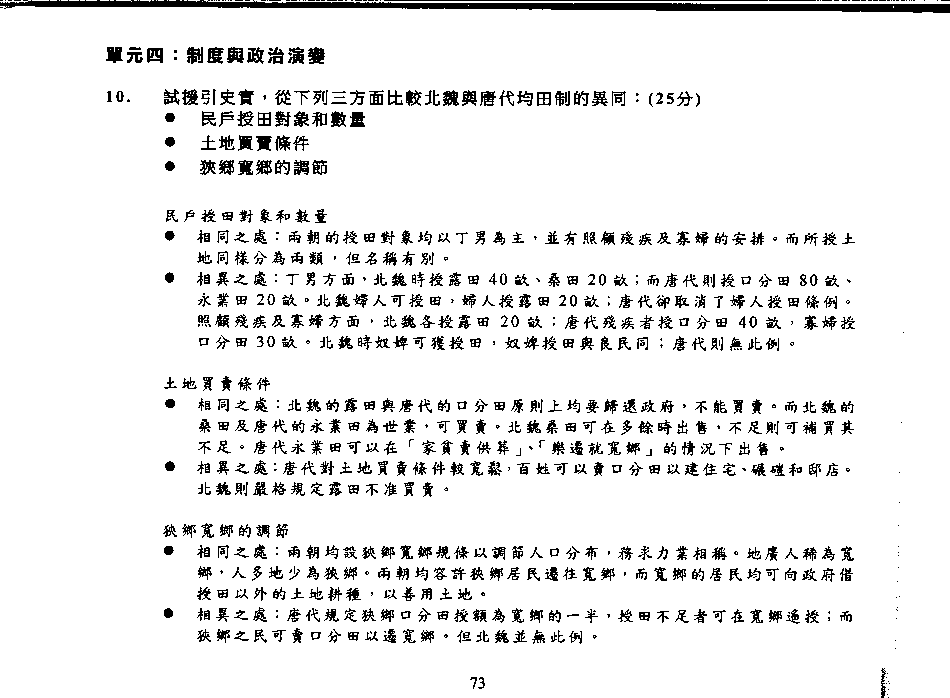 單元四：制度與政治演變
10. 試援引史實，從下列三方面比較北魏與唐代均田制的異同：(25分)
● 民戶授田對象和數量
● 土地買賣條件
● 狹鄉寬鄉的調節
民戶授田對象和數量
● 相同之處：兩朝的授田對象均以丁男為主，並有照顧殘疾及寡婦的安排。而所授土
地同樣分為兩類，但名稱有別。
● 相異之處：丁男方面，北魏時授露田 40 畝、桑田 20 畝；而唐代則授口分田 80 畝、
永業田 20 畝。北魏婦人可授田，婦人授露田 20 畝；唐代卻取消了婦人授田條例。
照顧殘疾及寡婦方面，北魏各授露田 20 畝；唐代殘疾者授口分田 40 畝，寡婦授
口分田 30 畝。北魏時奴婢可獲授田，奴婢授田與良民同；唐代則無此例。
土地買賣條件
● 相同之處：北魏的露田與唐代的口分田原則上均要歸還政府，不能買賣。而北魏的
桑田及唐代的永業田為世業，可買賣。北魏桑田可在多餘時出售，不足則可補買其
不足。唐代永業田可以在「家貧賣供葬」、「樂遷就寬鄉」的情況下出售。
● 相異之處：唐代對土地買賣條件較寬鬆，百姓可以賣口分田以建住宅、碾磑和邸店。
北魏則嚴格規定露田不准買賣。
狹鄉寬鄉的調節
● 相同之處：兩朝均設狹鄉寬鄉規條以調節人口分布，務求力業相稱。地廣人稀為寬
鄉，人多地少為狹鄉。兩朝均容許狹鄉居民遷往寬鄉，而寬鄉的居民均可向政府借
授田以外的土地耕種，以善用土地。
● 相異之處：唐代規定狹鄉口分田授額為寬鄉的一半，授田不足者可在寬鄉遙授；而
狹鄉之民可賣口分田以遷寬鄉。但北魏並無此例。
73